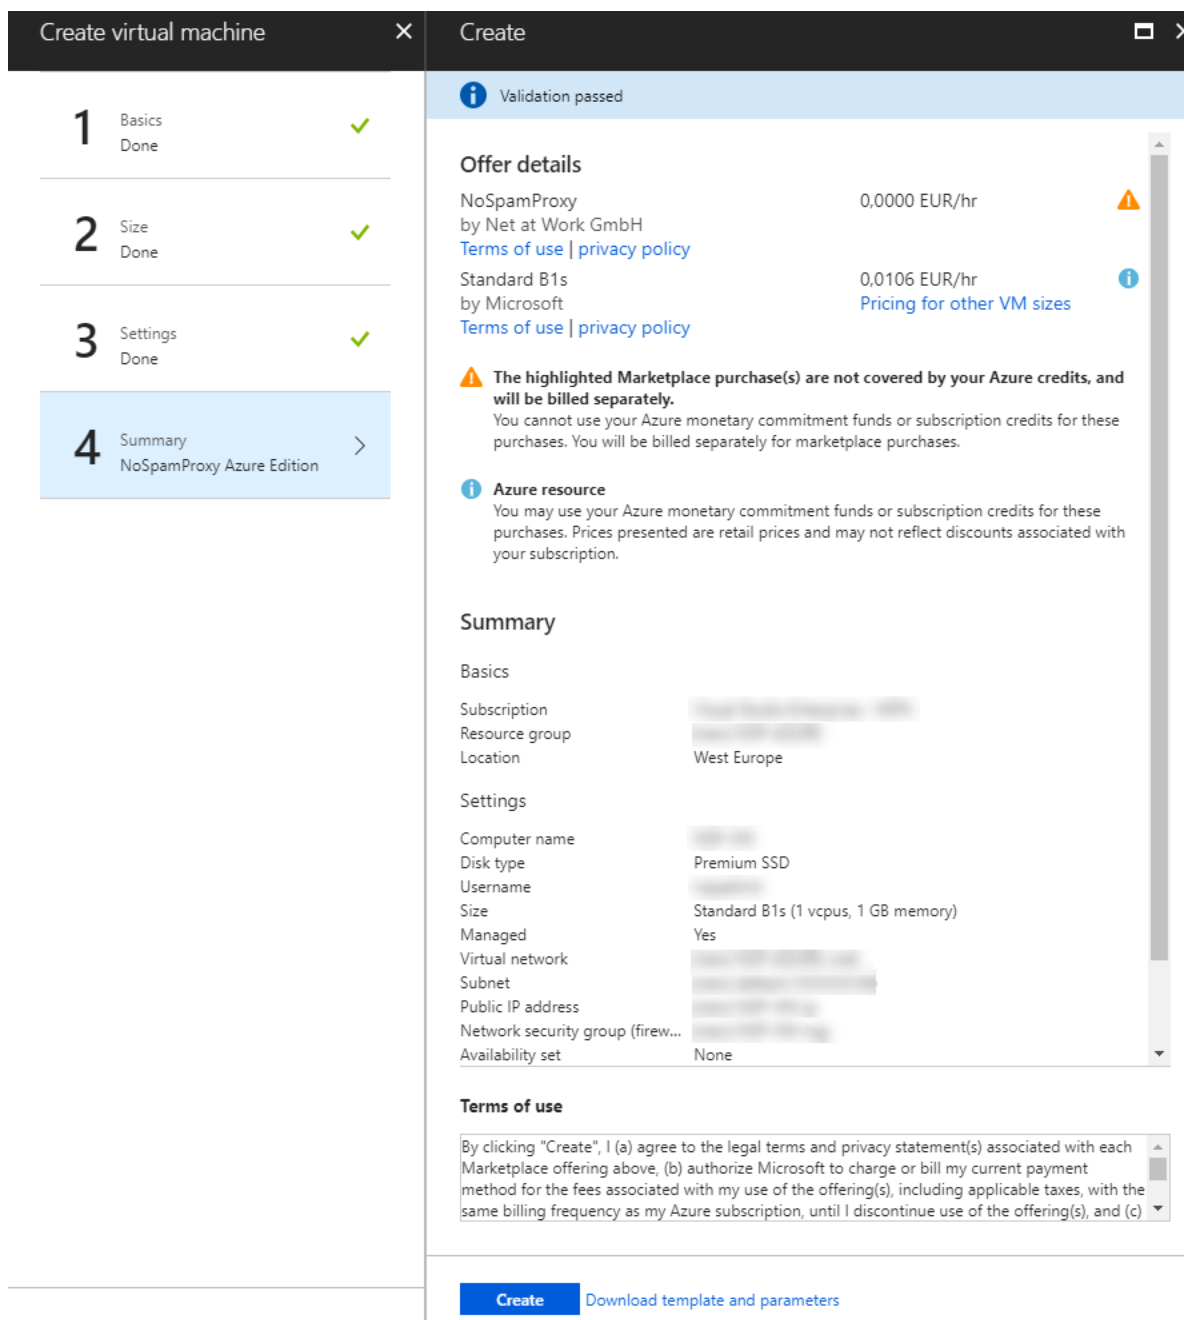 Create virtual machine
1
Basics
Done
2
Size
Done
3
Settings
Done
4
Summary
NoSpamProxy Azure Edition
Create
Validation passed
Offer details
NoSpamProxy 0,0000 EUR/hr
by Net at Work GmbH
Terms of use | privacy policy
Standard B1s 0,0106 EUR/hr
by Microsoft Pricing for other VM sizes
Terms of use | privacy policy
The highlighted Marketplace purchase(s) are not covered by your Azure credits, and
will be billed separately.
You cannot use your Azure monetary commitment funds or subscription credits for these
purchases. You will be billed separately for marketplace purchases.
Azure resource
You may use your Azure monetary commitment funds or subscription credits for these
purchases. Prices presented are retail prices and may not reflect discounts associated with
your subscription.
Summary
Basics
Subscription
Resource group
Location West Europe
Settings
Computer name
Disk type Premium SSD
Username
Size Standard B1s (1 vcpus, 1 GB memory)
Managed Yes
Virtual network
Subnet
Public IP address
Network security group (firew...
Availability set None
Terms of use
By clicking "Create", I (a) agree to the legal terms and privacy statement(s) associated with each
Marketplace offering above, (b) authorize Microsoft to charge or bill my current payment
method for the fees associated with my use of the offering(s), including applicable taxes, with the
same billing frequency as my Azure subscription, until I discontinue use of the offering(s), and (c)
Create Download template and parameters